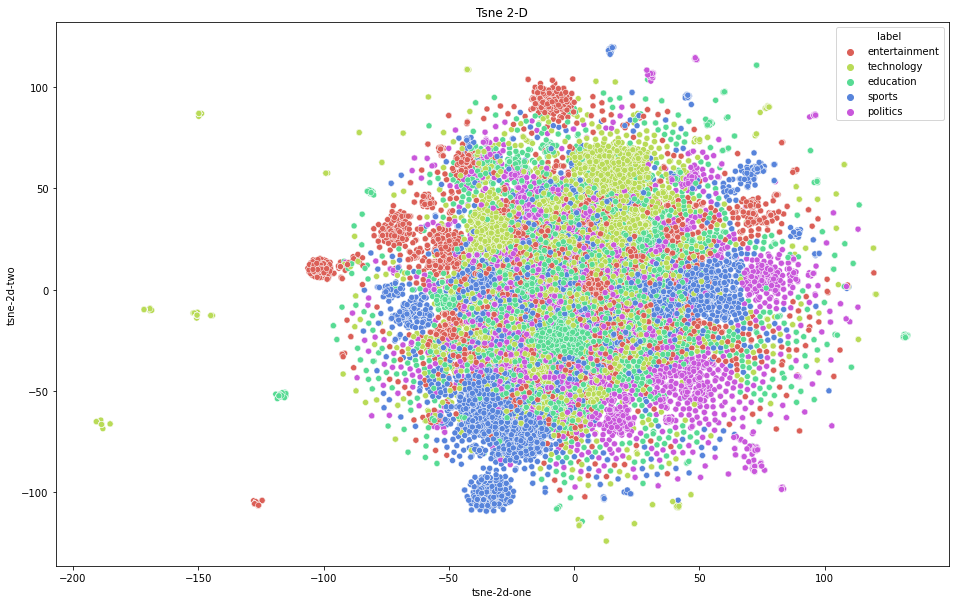 Tsne 2-D
label
entertainment
technology
education
sports
politics
tsne-2d-two
100
50
0
−50
−100
−200
−150
−100
−50
0
50
100
tsne-2d-one